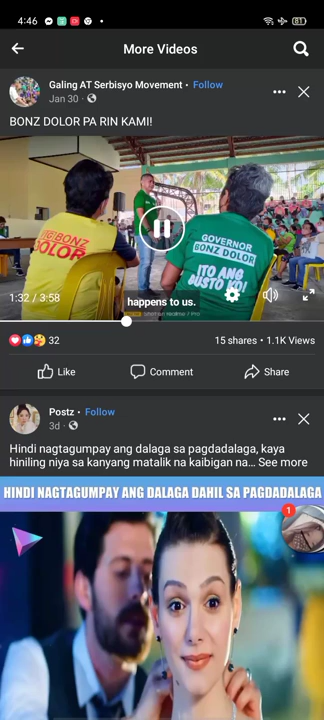 4:46
81
More Videos
Galing AT Serbisyo Movement • Follow
Jan 30 •
BONZ DOLOR PA RIN KAMI!
BONZ
DOLOR
GOVERNOR
BONZ DOLOR
ITO ANG
GUSTO KO!
1:32 / 3:58
happens to us.
32
15 shares • 1.1K Views
Like
Comment
Share
Postz • Follow
3d •
Hindi nagtagumpay ang dalaga sa pagdadalaga, kaya
hiniling niya sa kanyang matalik na kaibigan na... See more
HINDI NAGTAGUMPAY ANG DALAGA DAHIL SA PAGDADALAGA
1